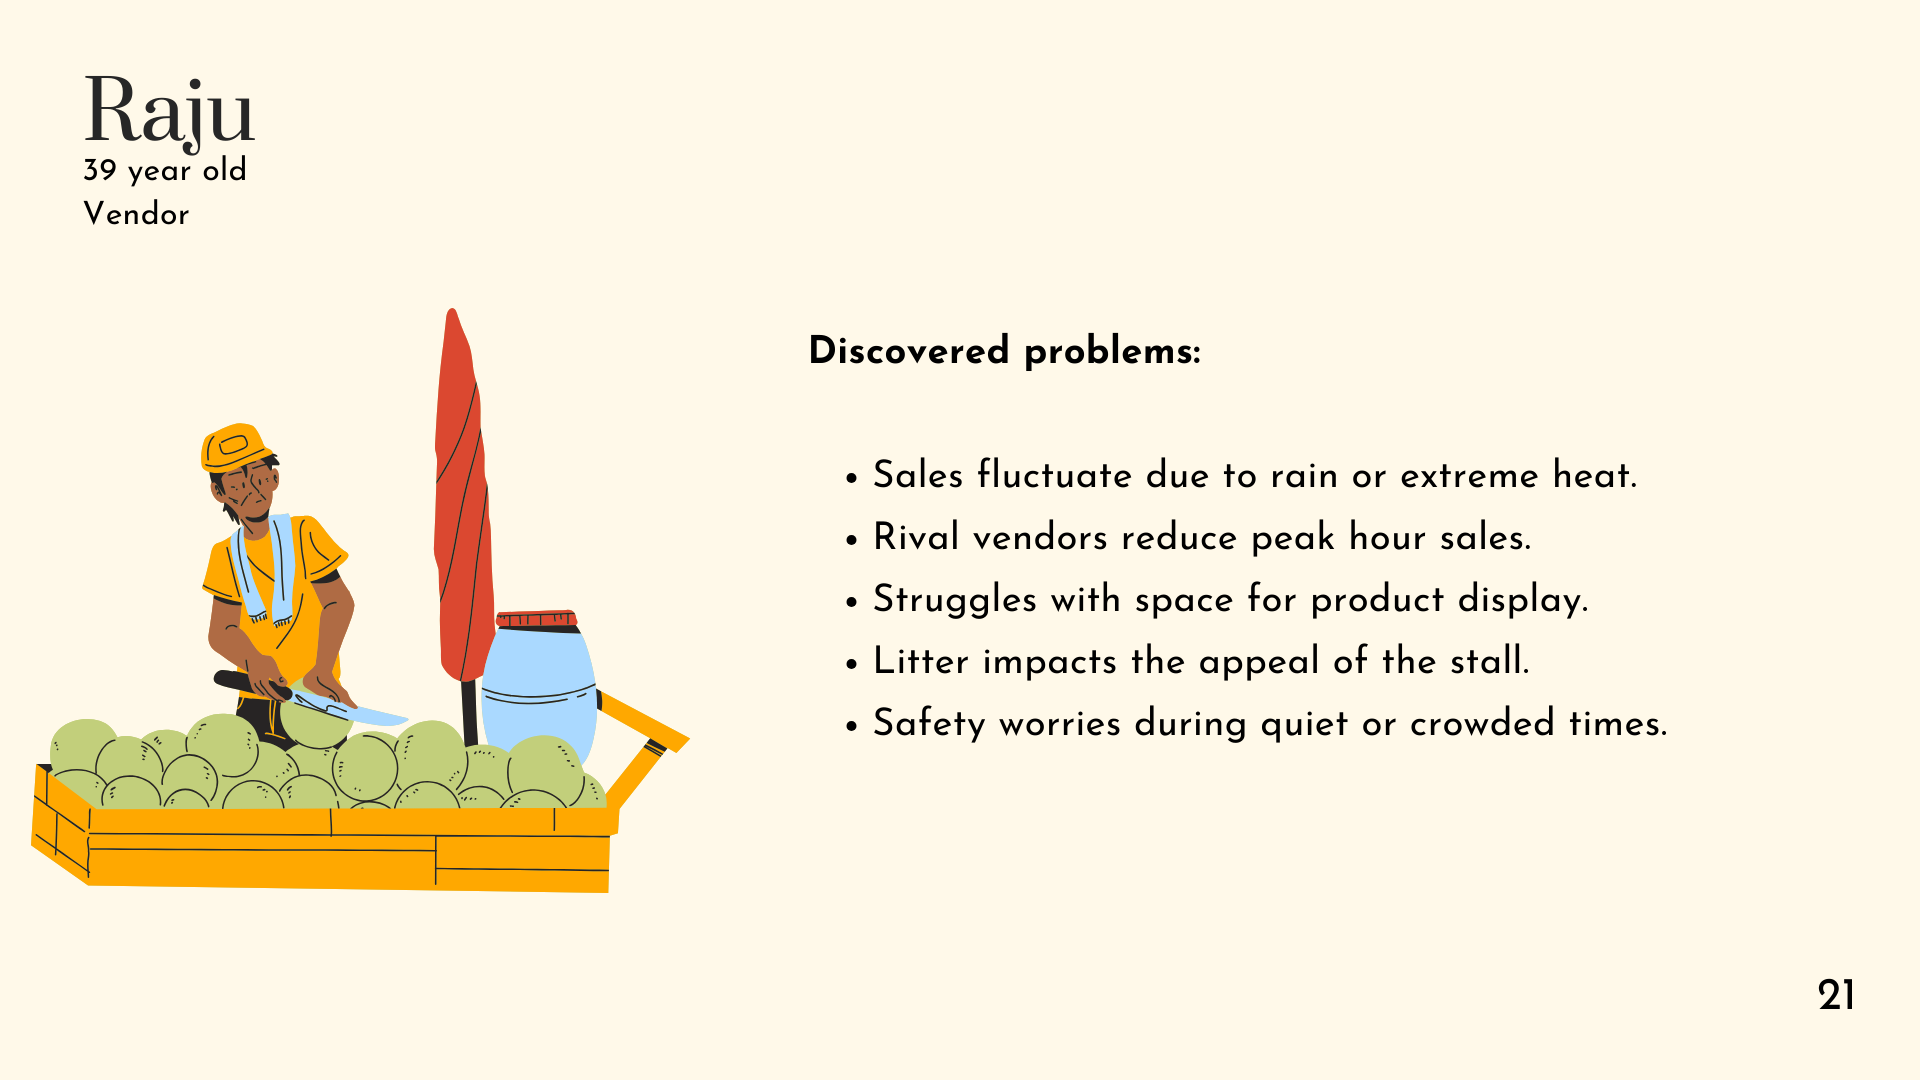 Raju
39 year old
Vendor
Discovered problems:
• Sales fluctuate due to rain or extreme heat.
• Rival vendors reduce peak hour sales.
• Struggles with space for product display.
• Litter impacts the appeal of the stall.
• Safety worries during quiet or crowded times.
21